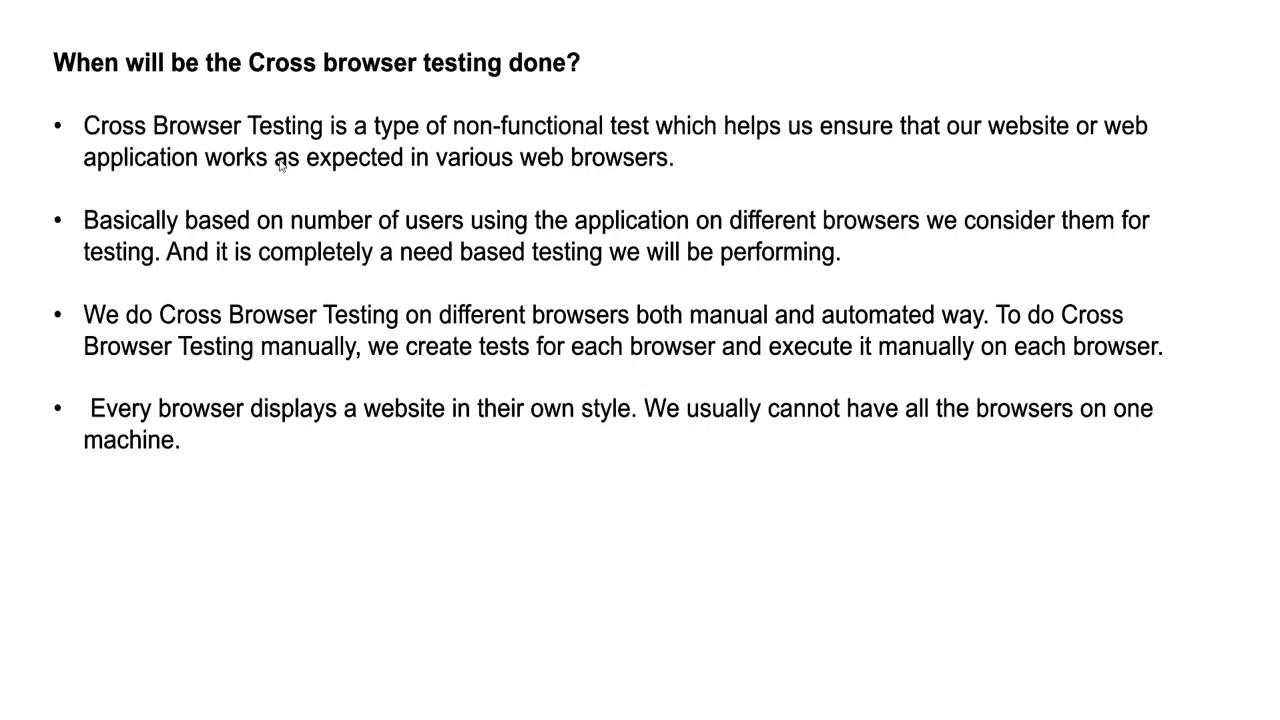 When will be the Cross browser testing done?
• Cross Browser Testing is a type of non-functional test which helps us ensure that our website or web
application works as expected in various web browsers.
• Basically based on number of users using the application on different browsers we consider them for
testing. And it is completely a need based testing we will be performing.
• We do Cross Browser Testing on different browsers both manual and automated way. To do Cross
Browser Testing manually, we create tests for each browser and execute it manually on each browser.
• Every browser displays a website in their own style. We usually cannot have all the browsers on one
machine.